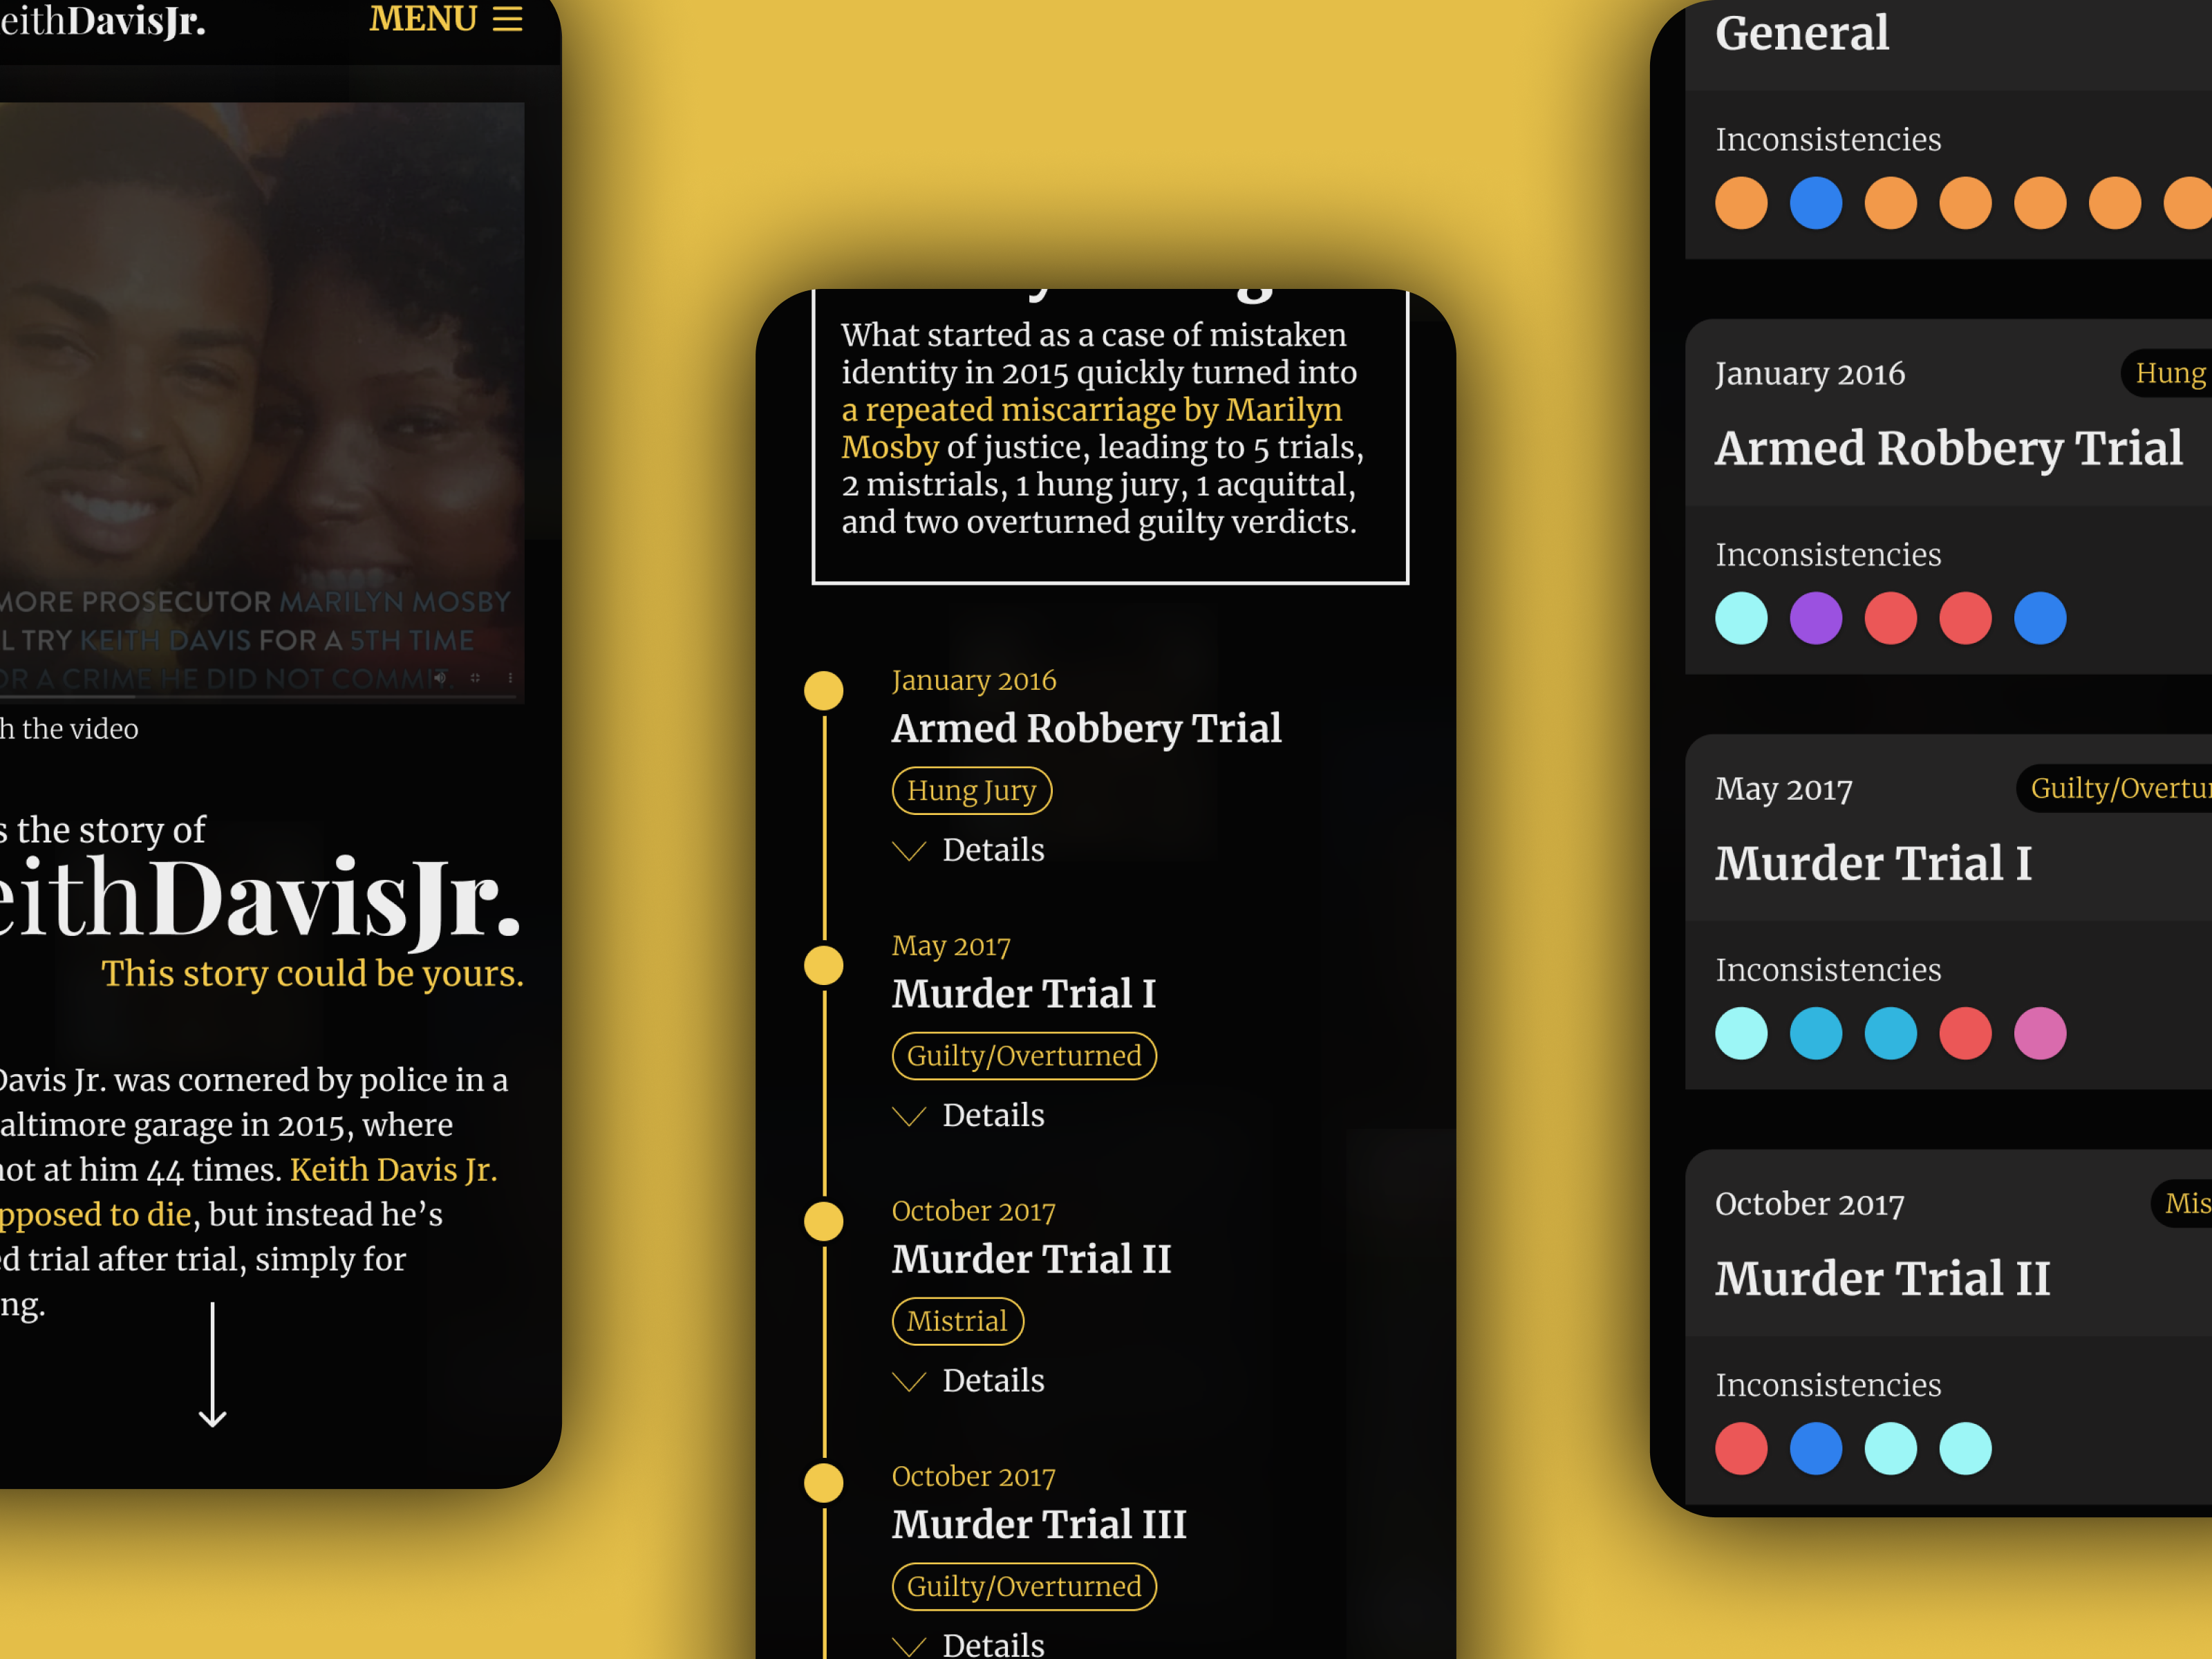 eithDavisJr.
MENU
MORE PROSECUTOR MARILYN MOSBY
L TRY KEITH DAVIS FOR A 5TH TIME
OR A CRIME HE DID NOT COMMIT.
h the video
s the story of
eithDavisJr.
This story could be yours.
Davis Jr. was cornered by police in a
altimore garage in 2015, where
not at him 44 times. Keith Davis Jr.
pposed to die, but instead he's
ed trial after trial, simply for
ng.
What started as a case of mistaken
identity in 2015 quickly turned into
a repeated miscarriage by Marilyn
Mosby of justice, leading to 5 trials,
2 mistrials, 1 hung jury, 1 acquittal,
and two overturned guilty verdicts.
January 2016
Armed Robbery Trial
Hung Jury
Details
May 2017
Murder Trial I
Guilty/Overturned
Details
October 2017
Murder Trial II
Mistrial
Details
October 2017
Murder Trial III
Guilty/Overturned
Details
General
Inconsistencies
January 2016
Hung
Armed Robbery Trial
Inconsistencies
May 2017
Guilty/Overtur
Murder Trial I
Inconsistencies
October 2017
Mis
Murder Trial II
Inconsistencies